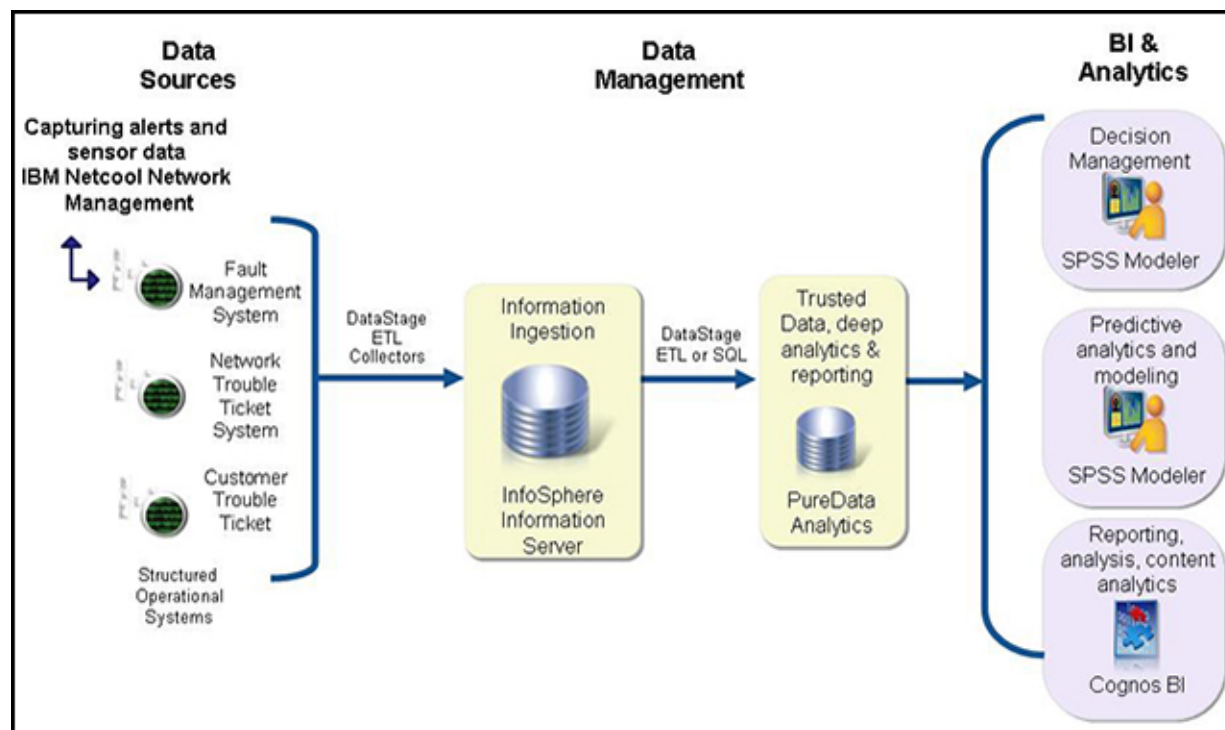 Data
Sources
Data
Management
BI &
Analytics
Capturing alerts and
sensor data
IBM Netcool Network
Management
Fault
Management
System
Network
Trouble
Ticket
System
Customer
Trouble
Ticket
Structured
Operational
Systems
DataStage
ETL
Collectors
Information
Ingestion
InfoSphere
Information
Server
DataStage
ETL or SQL
Trusted
Data, deep
analytics &
reporting
PureData
Analytics
Decision
Management
SPSS Modeler
Predictive
analytics and
modeling
SPSS Modeler
Reporting,
analysis, content
analytics
Cognos BI